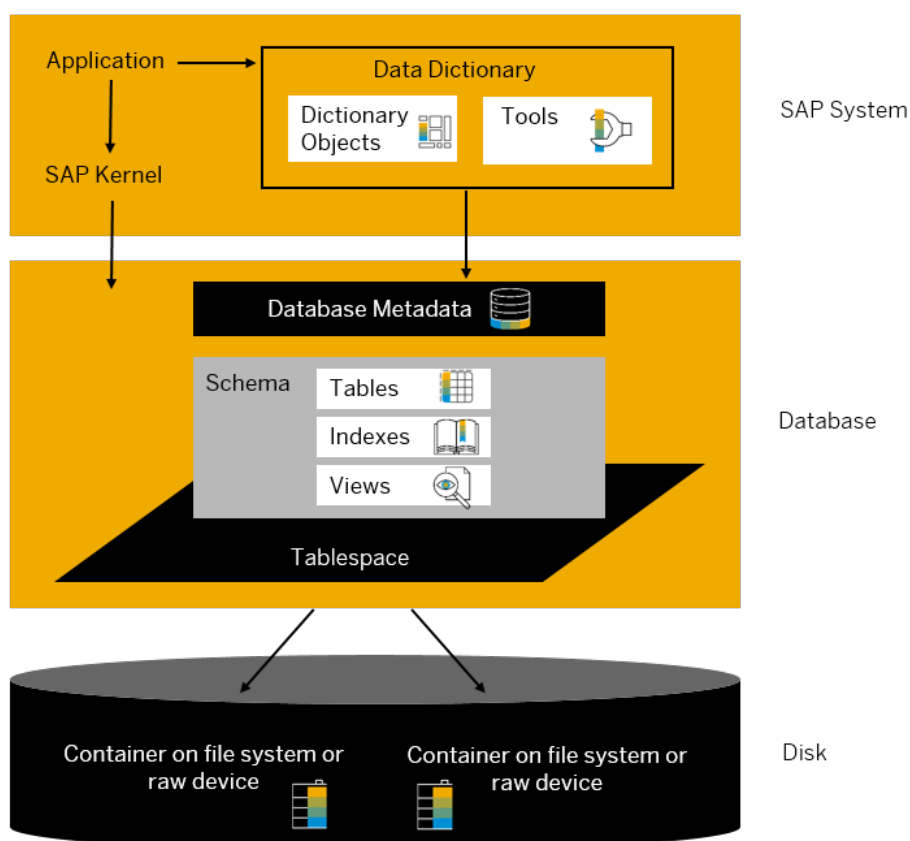 Application
Data Dictionary
Dictionary
Objects
Tools
SAP Kernel
SAP System
Database Metadata
Schema
Tables
Indexes
Views
Tablespace
Database
Container on file system or
raw device
Container on file system or
raw device
Disk